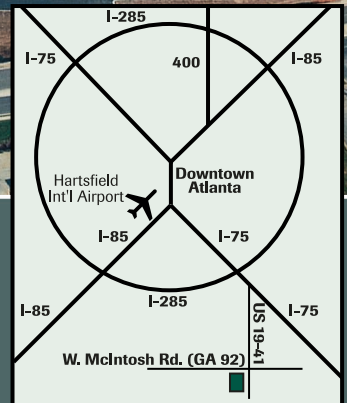 I-285
I-75
400
I-85
Downtown
Atlanta
Hartsfield
Int'l Airport
I-85
I-75
I-285
I-85
US 19-41
I-75
W. McIntosh Rd. (GA 92)